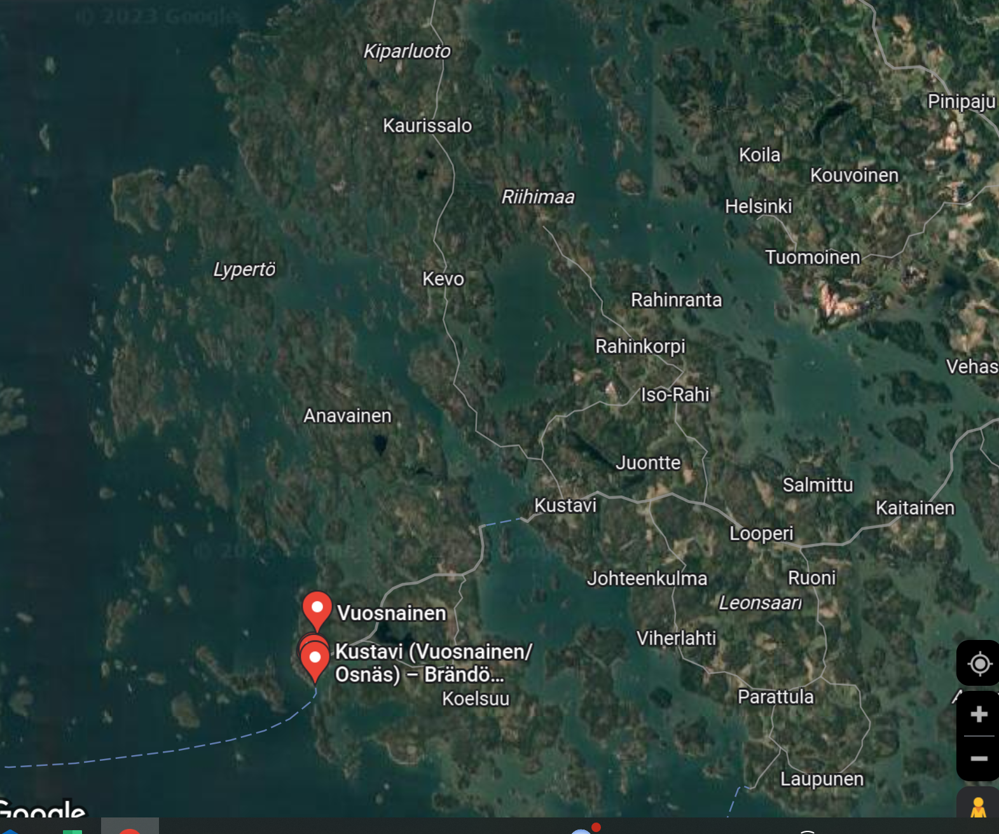 © 2023 Google
Kiparluoto
Pinipaju
Kaurissalo
Koila
Kouvoinen
Riihimaa
Helsinki
Tuomoinen
Lypertö
Kevo
Rahinranta
Rahinkorpi
Vehas
Iso-Rahi
Anavainen
Juontte
Salmittu
Kustavi
Kaitainen
Looperi
Johteenkulma
Ruoni
Leonsaari
Vuosnainen
Viherlahti
Kustavi (Vuosnainen/
Osnäs) – Brändö...
Koelsuu
Parattula
Laupunen
Google